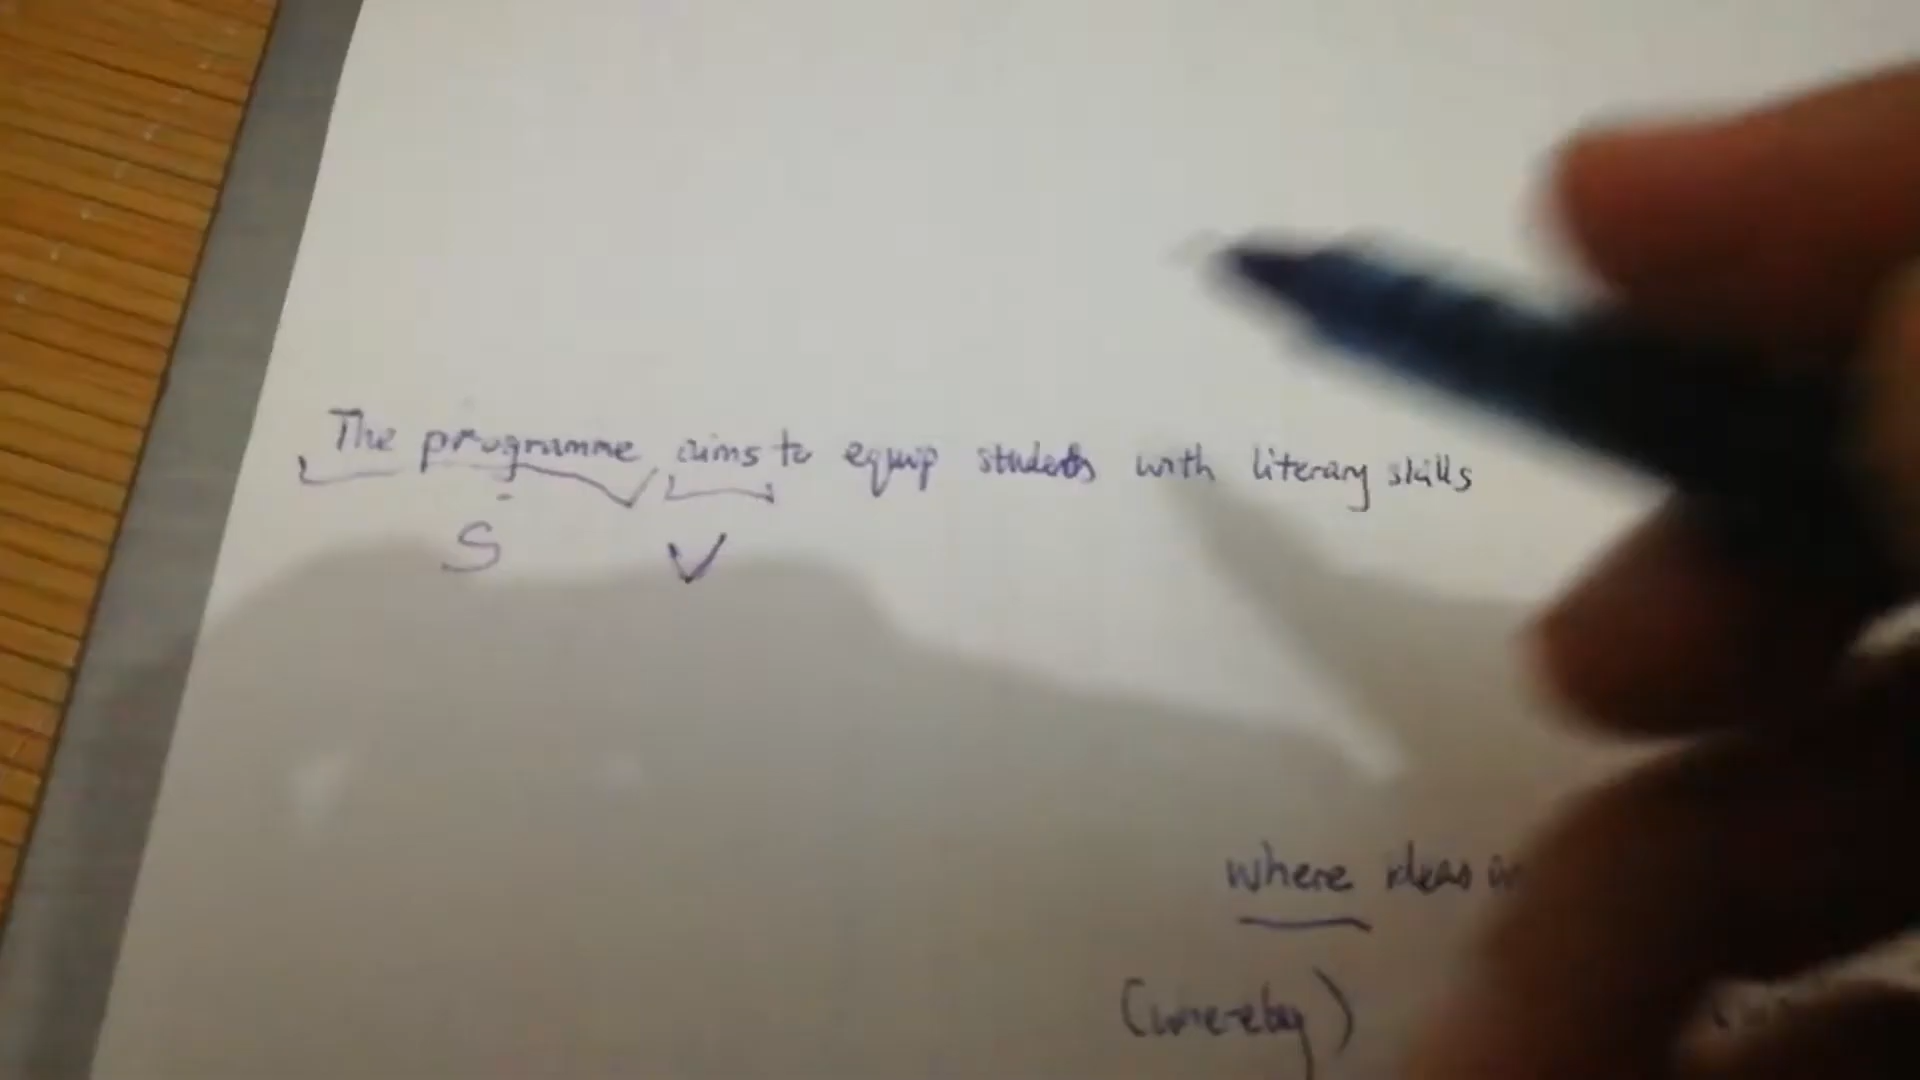 The programme aims to equip students with literary skills
S V
where ideas
(whereby)